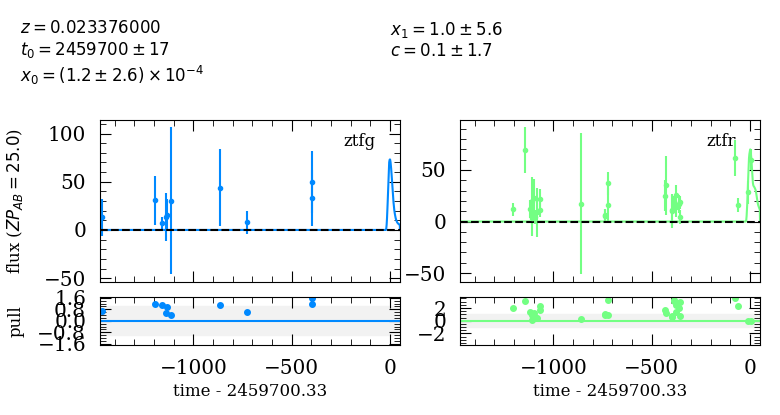 z = 0.023376000
t₀ = 2459700 ± 17
x₀ = (1.2 ± 2.6) × 10⁻⁴
x₁ = 1.0 ± 5.6
c = 0.1 ± 1.7
flux (ZP_AB = 25.0)
100
50
0
−50
ztfg
50
0
−50
ztfr
pull
1.6
0.8
0.0
−0.8
−1.6
2
0
−2
−1000
−500
0
−1000
−500
0
time - 2459700.33
time - 2459700.33